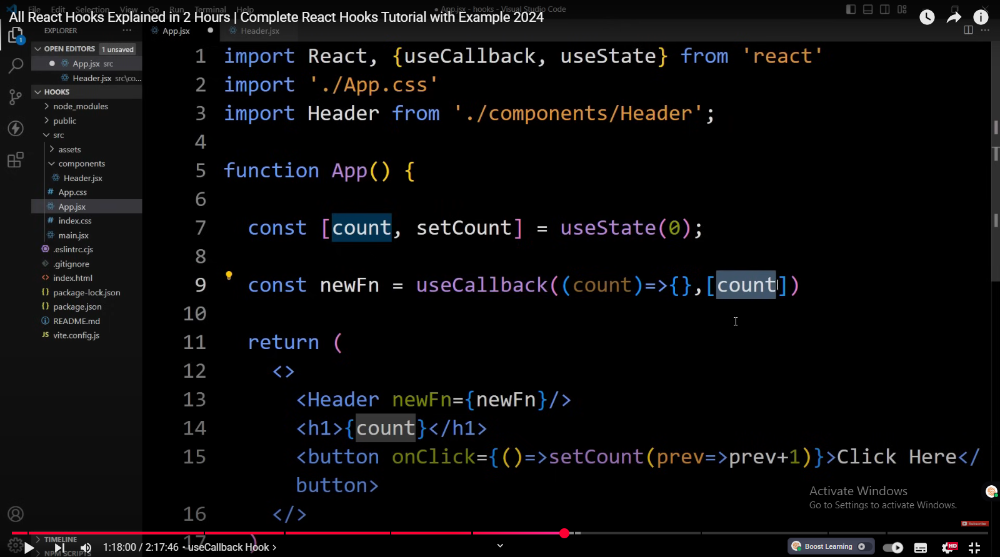 File Edit Selection View Go Run Terminal Help
● App.jsx - hooks - Visual Studio Code
All React Hooks Explained in 2 Hours | Complete React Hooks Tutorial with Example 2024
EXPLORER
App.jsx
Header.jsx
OPEN EDITORS 1 unsaved
App.jsx src
Header.jsx src\co...
HOOKS
node_modules
public
src
assets
components
Header.jsx
App.css
App.jsx
index.css
main.jsx
.eslintrc.cjs
.gitignore
index.html
package-lock.json
package.json
README.md
vite.config.js
1
1 import React, {useCallback, useState} from 'react'
2 import './App.css'
3 import Header from './components/Header';
4
5 function App() {
6
7 const [count, setCount] = useState(0);
8
9 const newFn = useCallback((count)=>{},[count])
10
11 return (
12 <>
13 <Header newFn={newFn}/>
14 <h1>{count}</h1>
15 <button onClick={()=>setCount(prev=>prev+1)}>Click Here</
button>
16 </>
17 )
Activate Windows
Go to Settings to activate Windows.
Subscribe
TIMELINE
NPM SCRIPTS
1:18:00 / 2:17:46 • useCallback Hook ›
Boost Learning
HD